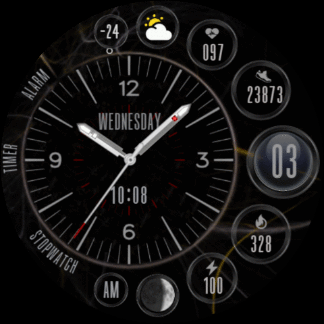 -24
097
ALARM
23873
12
WEDNESDAY
TIMER
9
3
03
10:08
STOPWATCH
6
328
AM
100